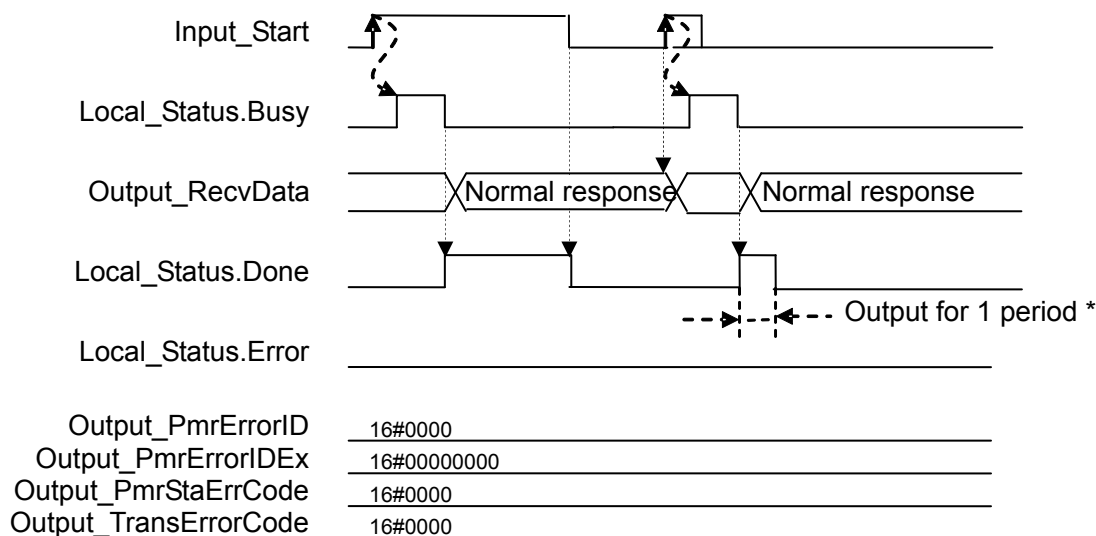 Input_Start
Local_Status.Busy
Output_RecvData Normal response Normal response
Local_Status.Done
Output for 1 period *
Local_Status.Error
Output_PmrErrorID 16#0000
Output_PmrErrorIDEx 16#00000000
Output_PmrStaErrCode 16#0000
Output_TransErrorCode 16#0000